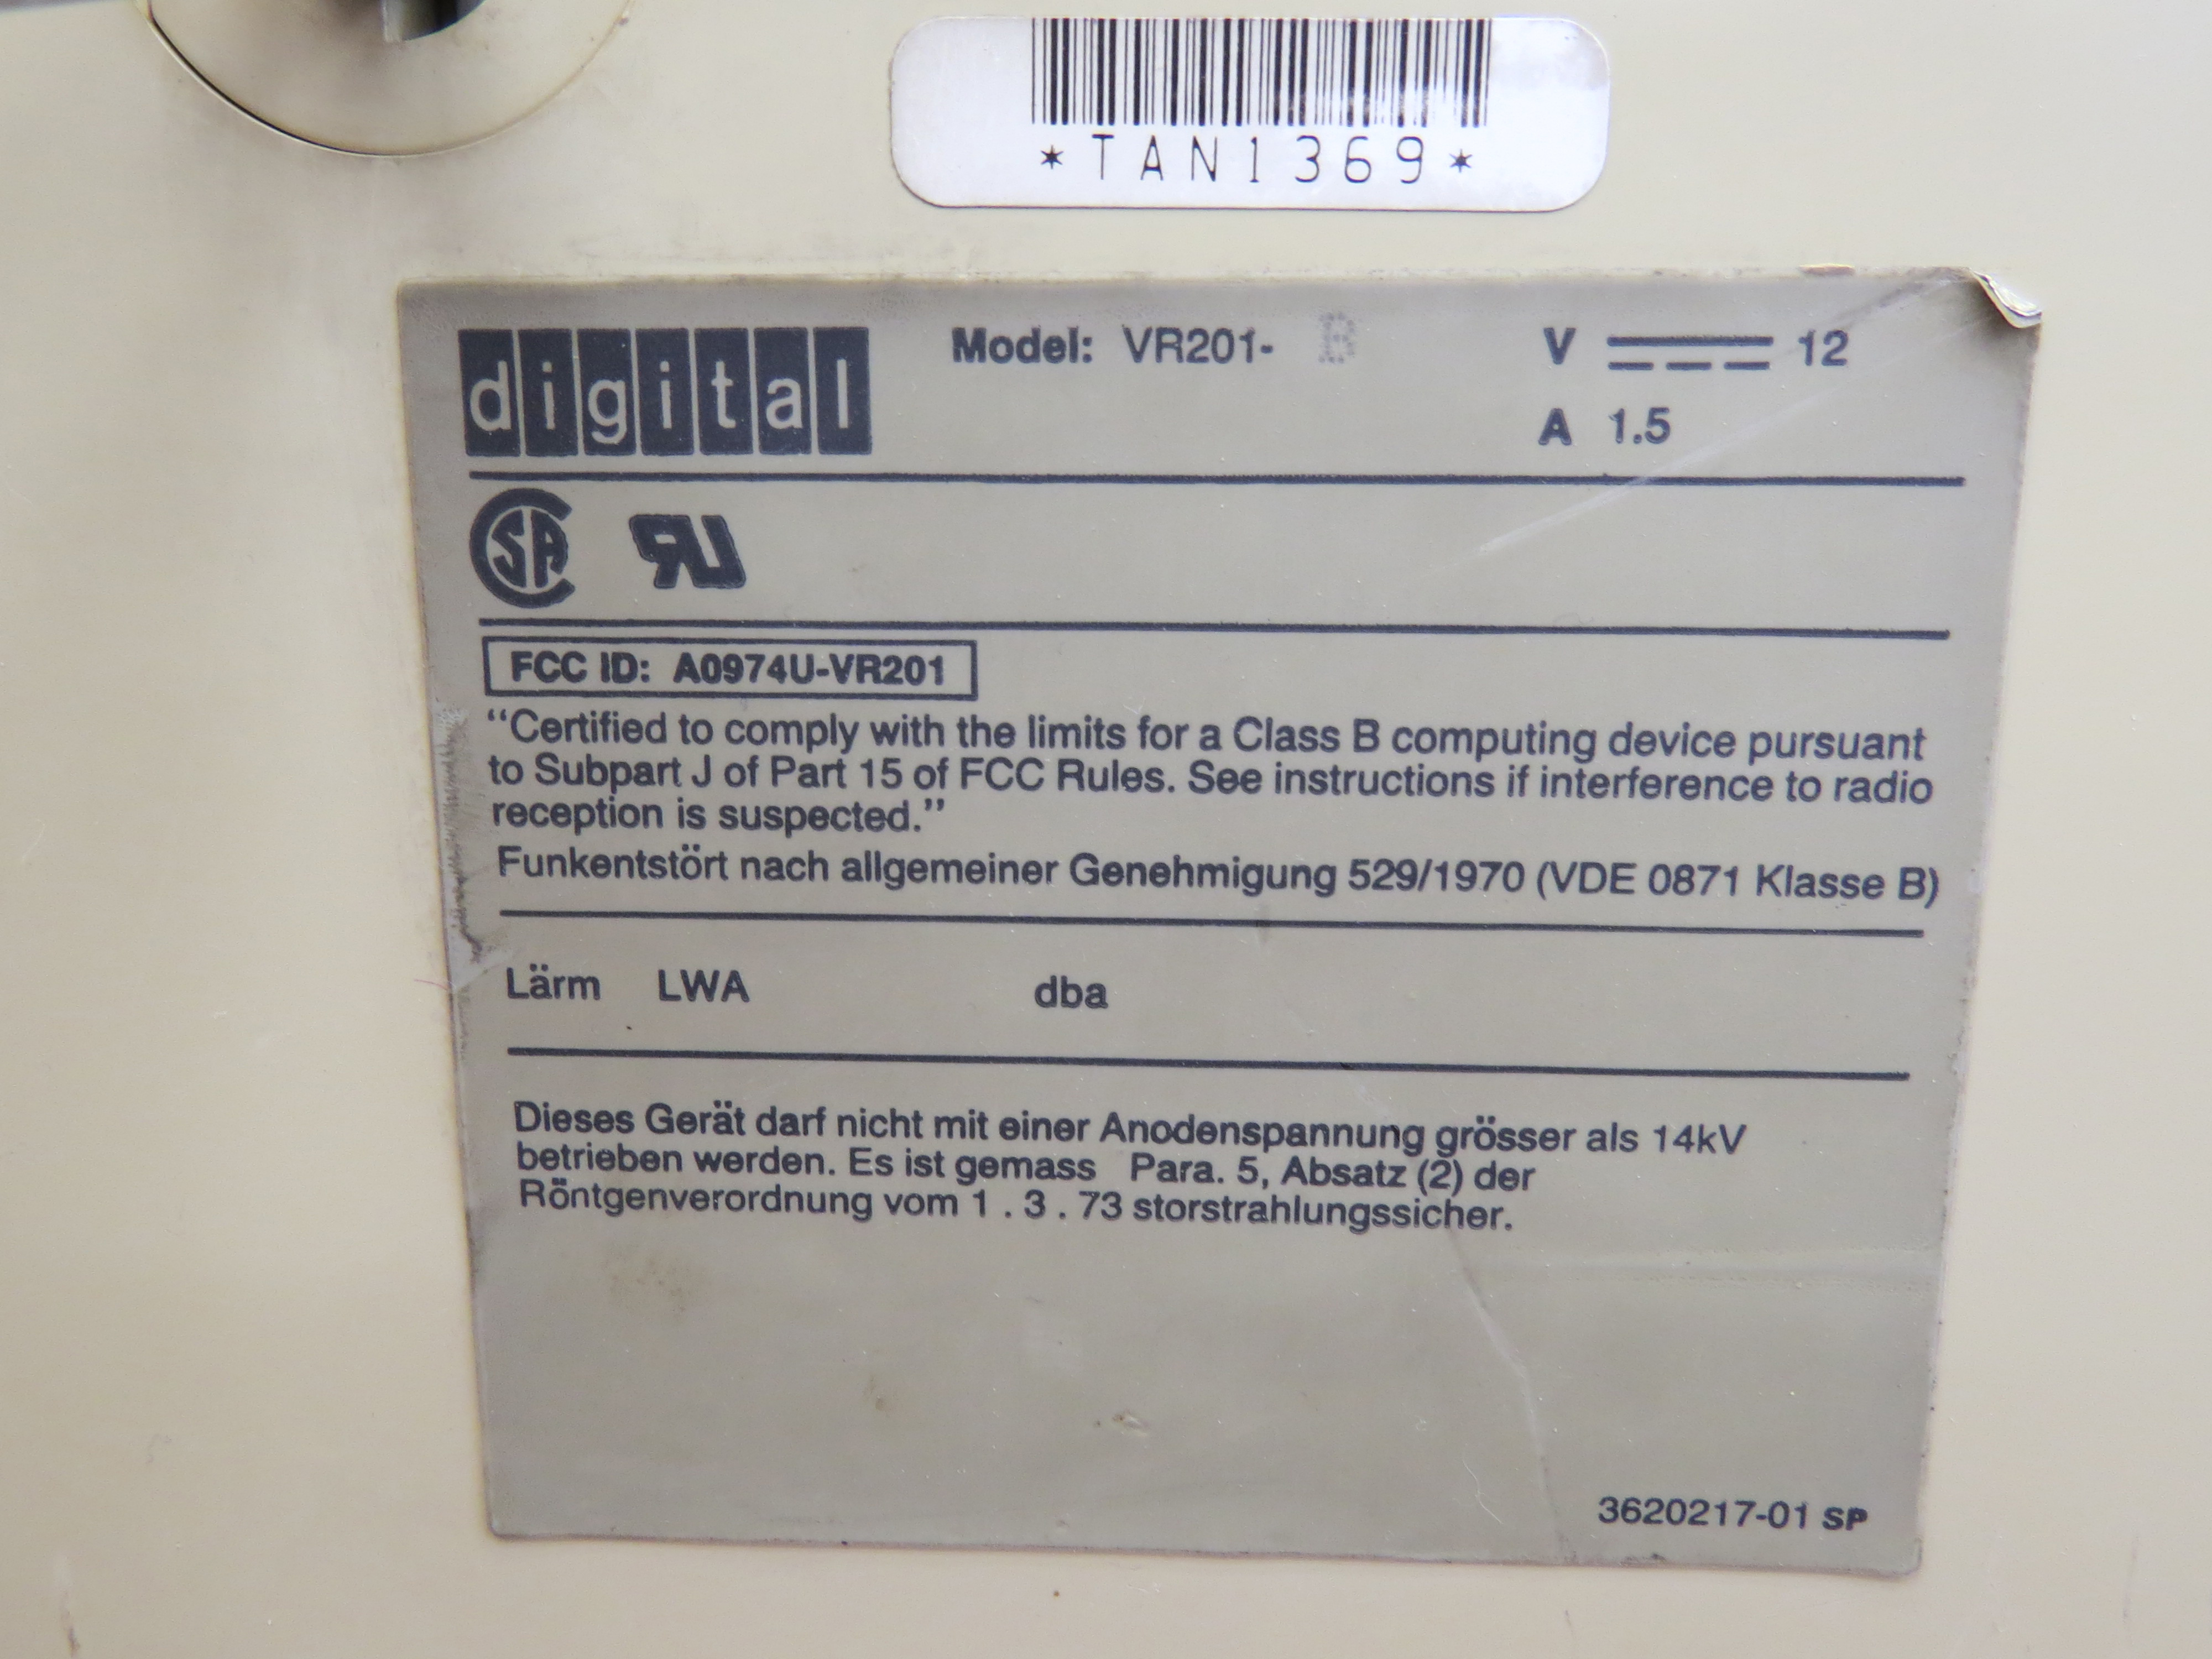 *TAN1369*
digital Model: VR201- B V 12
A 1.5
CSA RU
FCC ID: A0974U-VR201
“Certified to comply with the limits for a Class B computing device pursuant
to Subpart J of Part 15 of FCC Rules. See instructions if interference to radio
reception is suspected.”
Funkentstört nach allgemeiner Genehmigung 529/1970 (VDE 0871 Klasse B)
Lärm LWA dba
Dieses Gerät darf nicht mit einer Anodenspannung grösser als 14kV
betrieben werden. Es ist gemass Para. 5, Absatz (2) der
Röntgenverordnung vom 1 . 3 . 73 storstrahlungssicher.
3620217-01 SP